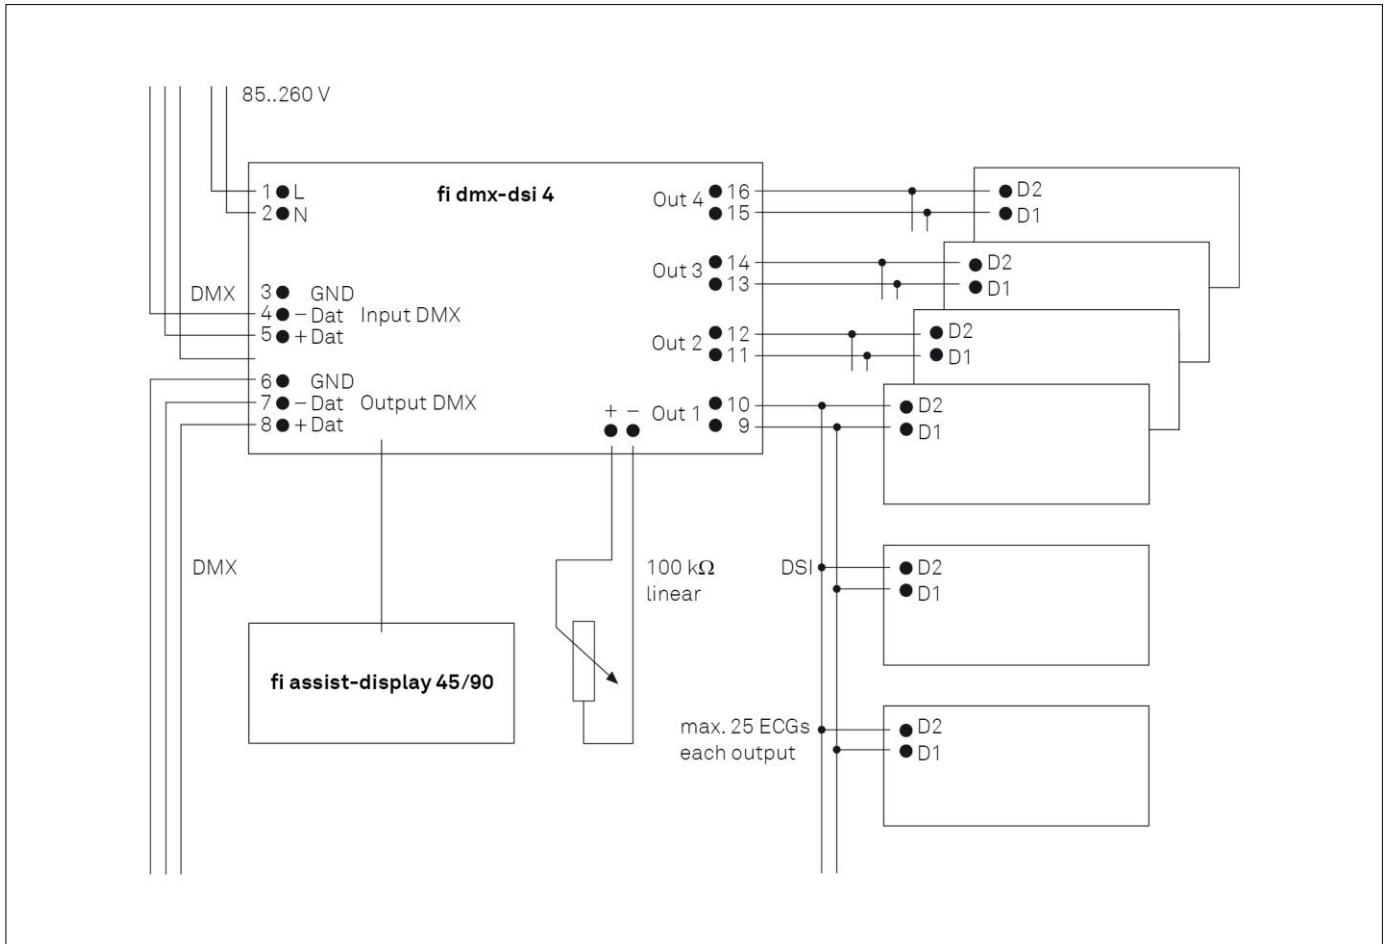 85..260 V
fi dmx-dsi 4
1 L
2 N
DMX 3 GND
4 – Dat Input DMX
5 + Dat
6 GND
7 – Dat Output DMX
8 + Dat
Out 4 16
15
Out 3 14
13
Out 2 12
11
+ – Out 1 10
9
D2
D1
D2
D1
D2
D1
D2
D1
DMX
100 kΩ
linear
DSI
D2
D1
fi assist-display 45/90
max. 25 ECGs
each output
D2
D1